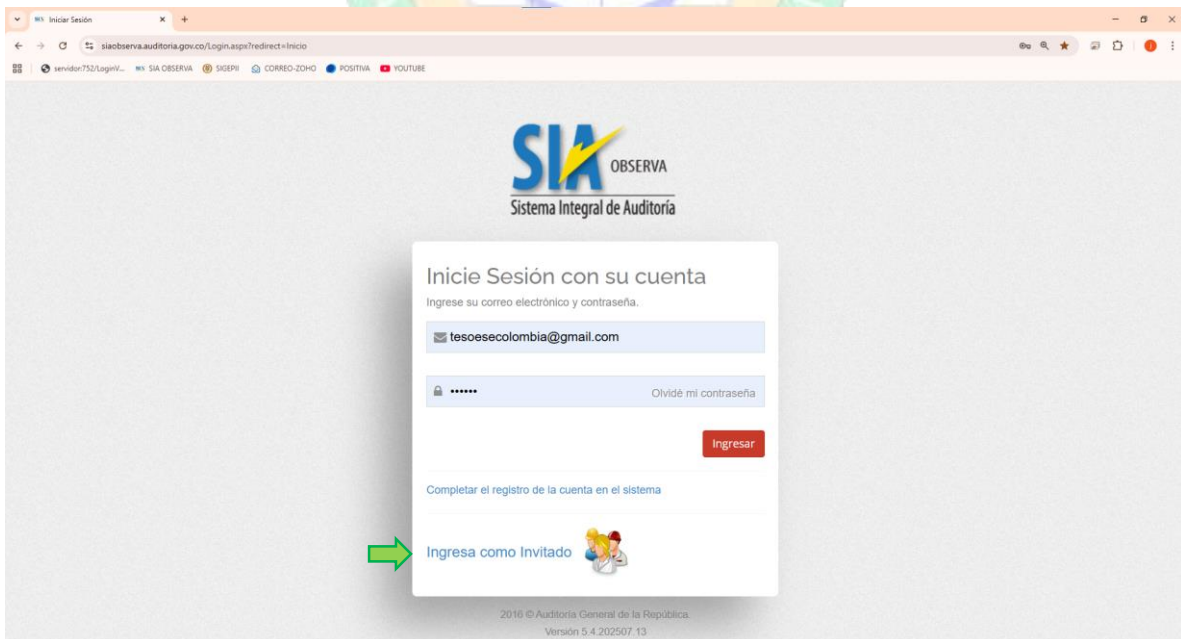 Iniciar Sesión
siaobserva.auditoria.gov.co/Login.aspx?redirect=Inicio
servidor:752/LoginV... SIA OBSERVA SIGEPII CORREO-ZOHO POSITIVA YOUTUBE
SIA OBSERVA
Sistema Integral de Auditoría
Inicie Sesión con su cuenta
Ingrese su correo electrónico y contraseña.
tesoesecolombia@gmail.com
•••••• Olvidé mi contraseña
Ingresar
Completar el registro de la cuenta en el sistema
Ingresa como Invitado
2016 © Auditoría General de la República.
Versión 5.4.202507.13